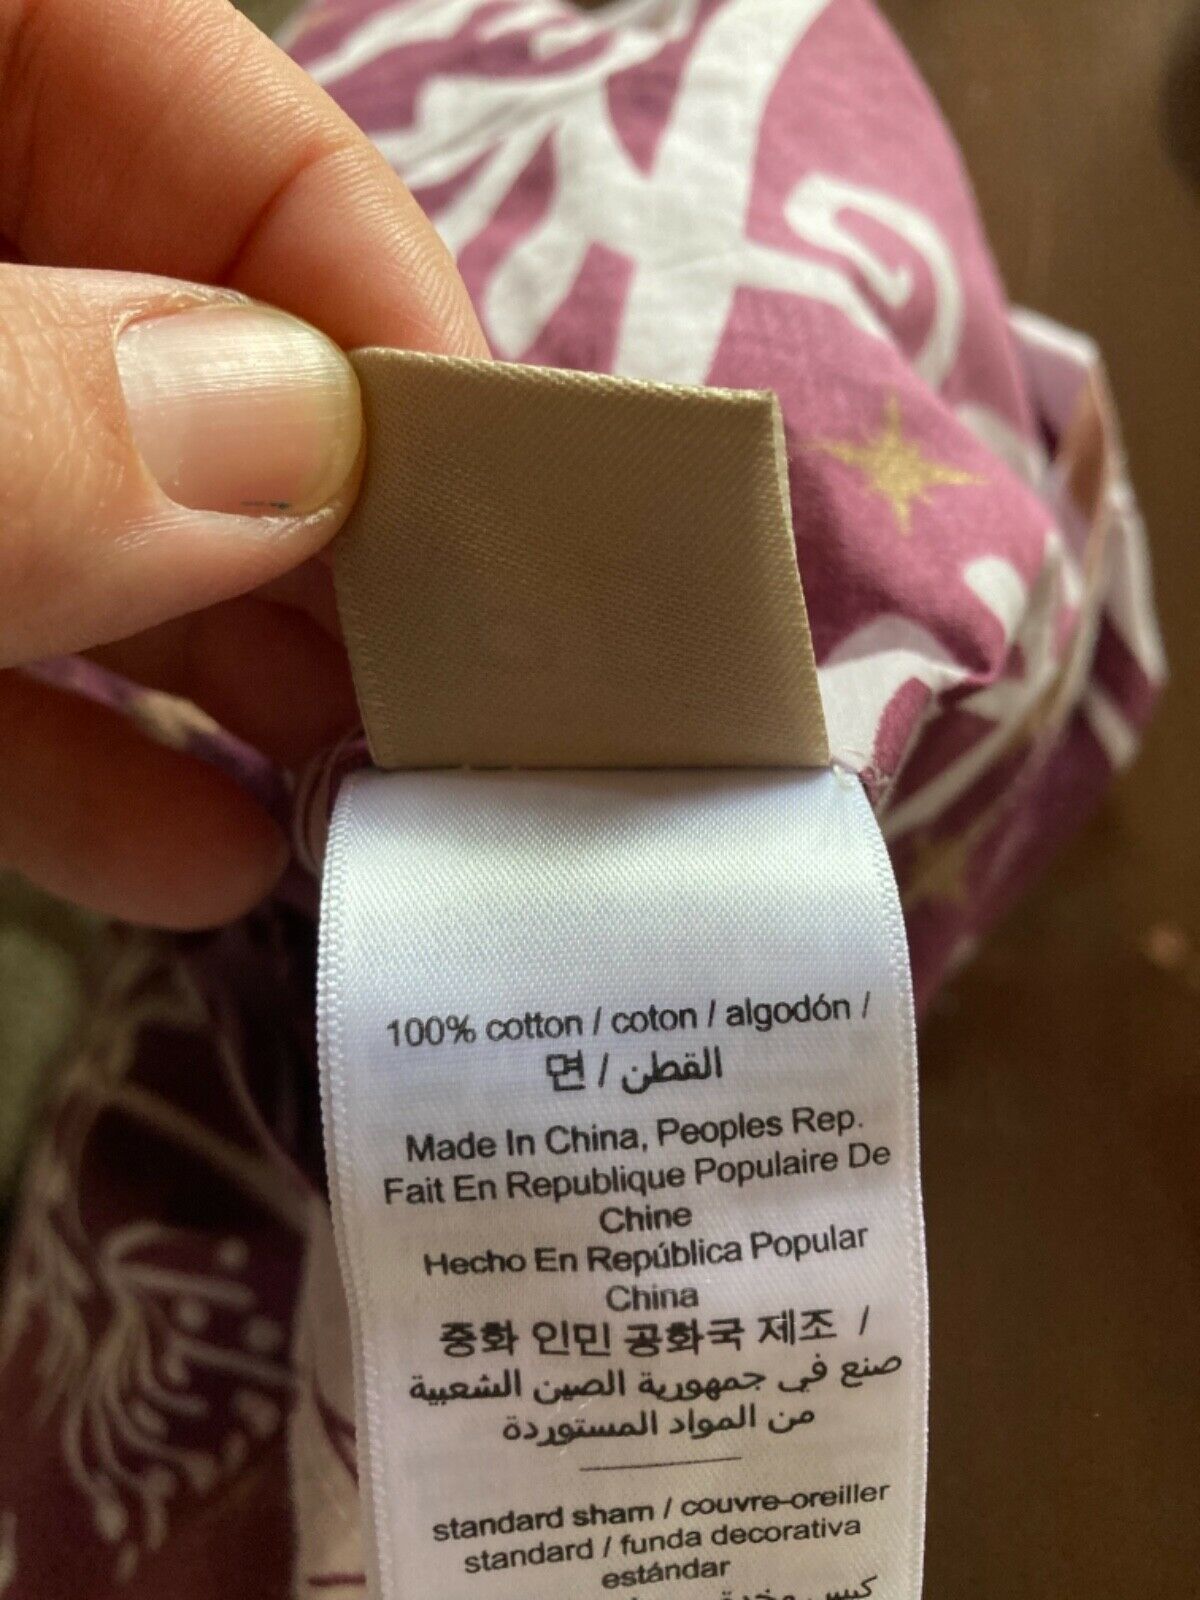 100% cotton / coton / algodón /
면 / القطن
Made In China, Peoples Rep.
Fait En Republique Populaire De
Chine
Hecho En República Popular
China
중화 인민 공화국 제조 /
صنع في جمهورية الصين الشعبية
من المواد المستوردة
standard sham / couvre-oreiller
standard / funda decorativa
estándar
كيس مخدة